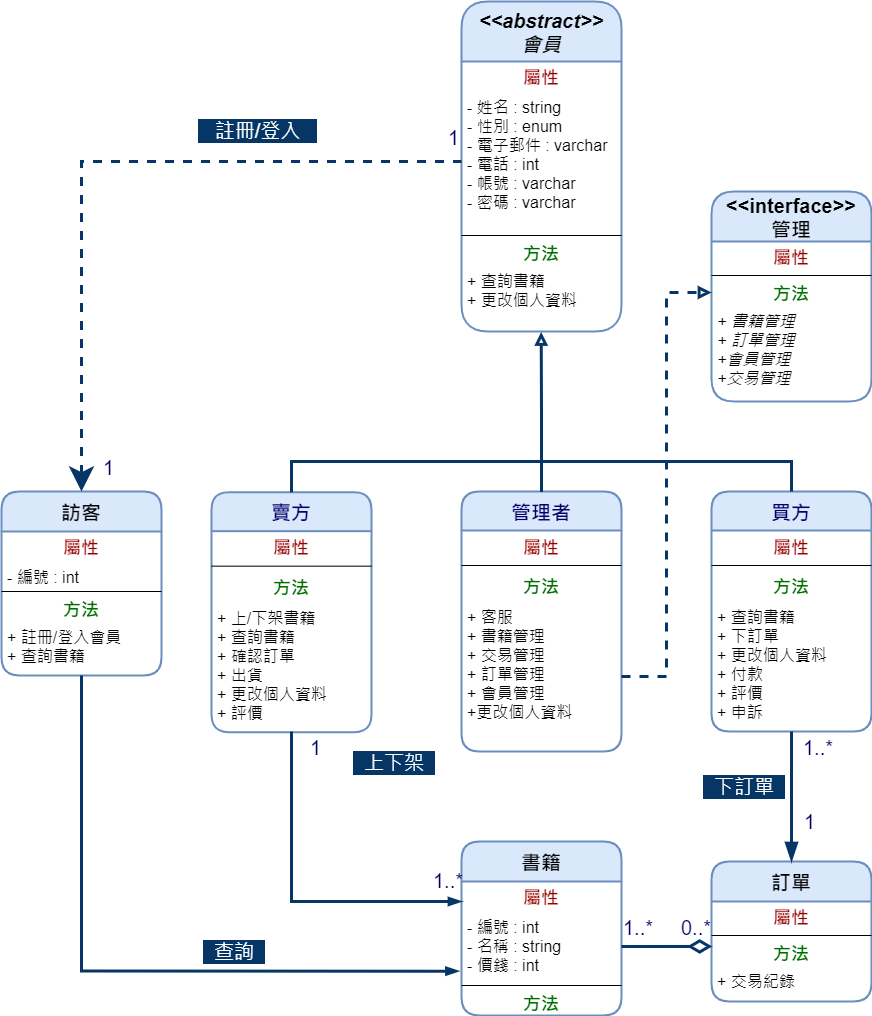 <<abstract>>
會員
屬性
- 姓名 : string
- 性別 : enum
- 電子郵件 : varchar
- 電話 : int
- 帳號 : varchar
- 密碼 : varchar
方法
+ 查詢書籍
+ 更改個人資料
註冊/登入
1
1
<<interface>>
管理
屬性
方法
+ 書籍管理
+ 訂單管理
+會員管理
+交易管理
訪客
屬性
- 編號 : int
方法
+ 註冊/登入會員
+ 查詢書籍
賣方
屬性
方法
+ 上/下架書籍
+ 查詢書籍
+ 確認訂單
+ 出貨
+ 更改個人資料
+ 評價
管理者
屬性
方法
+ 客服
+ 書籍管理
+ 交易管理
+ 訂單管理
+ 會員管理
+更改個人資料
買方
屬性
方法
+ 查詢書籍
+ 下訂單
+ 更改個人資料
+ 付款
+ 評價
+ 申訴
1
上下架
1..*
1..*
下訂單
1
查詢
書籍
屬性
- 編號 : int
- 名稱 : string
- 價錢 : int
方法
1..*
0..*
訂單
屬性
方法
+ 交易紀錄